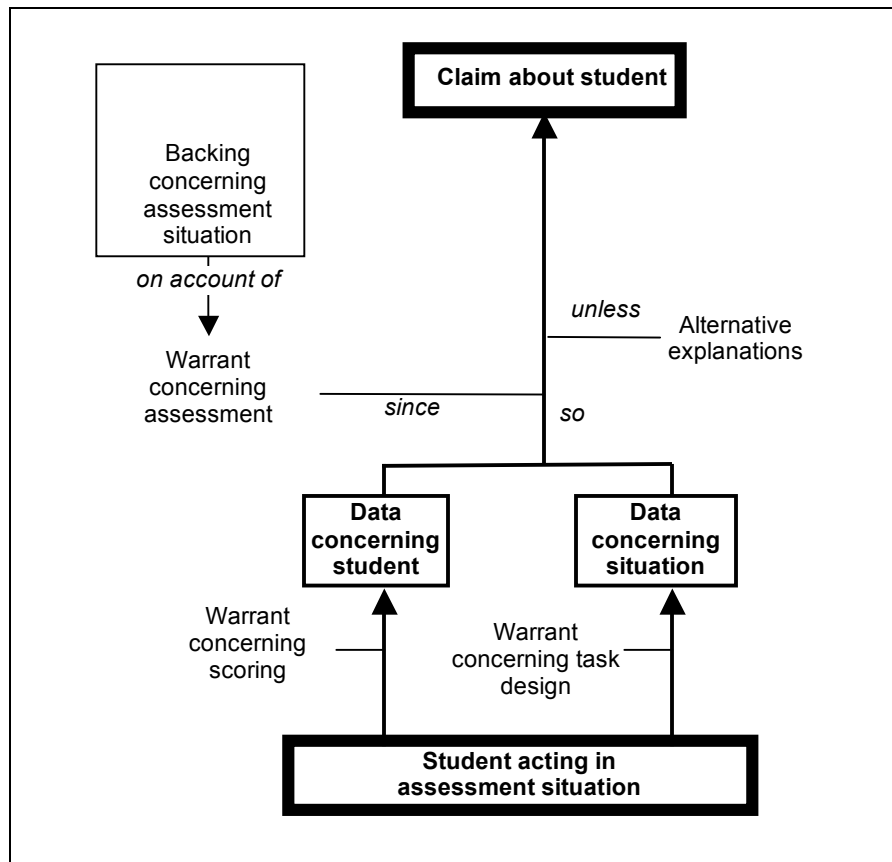 Claim about student
Backing
concerning
assessment
situation
on account of
unless
Alternative
explanations
Warrant
concerning
assessment
since
so
Data
concerning
student
Data
concerning
situation
Warrant
concerning
scoring
Warrant
concerning task
design
Student acting in
assessment situation